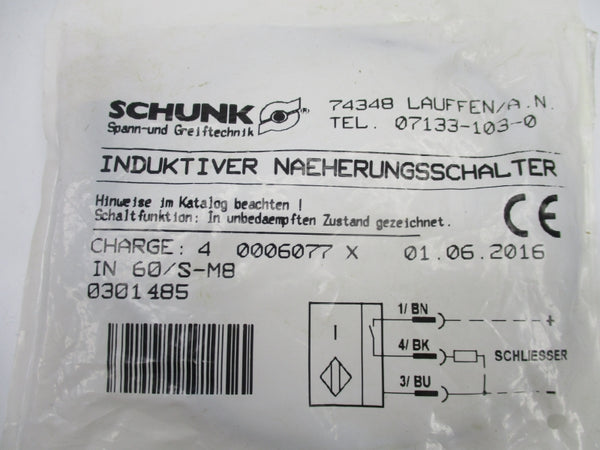 SCHUNK ®
Spann-und Greiftechnik
74348 LAUFFEN/A.N.
TEL. 07133-103-0
INDUKTIVER NAEHERUNGSSCHALTER
Hinweise im Katalog beachten !
Schaltfunktion: In unbedaempften Zustand gezeichnet.
CE
CHARGE: 4 0006077 X 01.06.2016
IN 60/S-M8
0301485
1/ BN +
I
4/ BK SCHLIESSER
3/ BU -